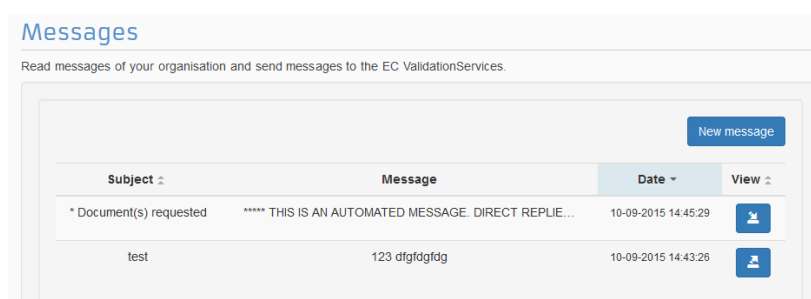 Messages
Read messages of your organisation and send messages to the EC ValidationServices.
New message
Subject Message Date View
* Document(s) requested ***** THIS IS AN AUTOMATED MESSAGE. DIRECT REPLIE... 10-09-2015 14:45:29
test 123 dfgfdgfdg 10-09-2015 14:43:26